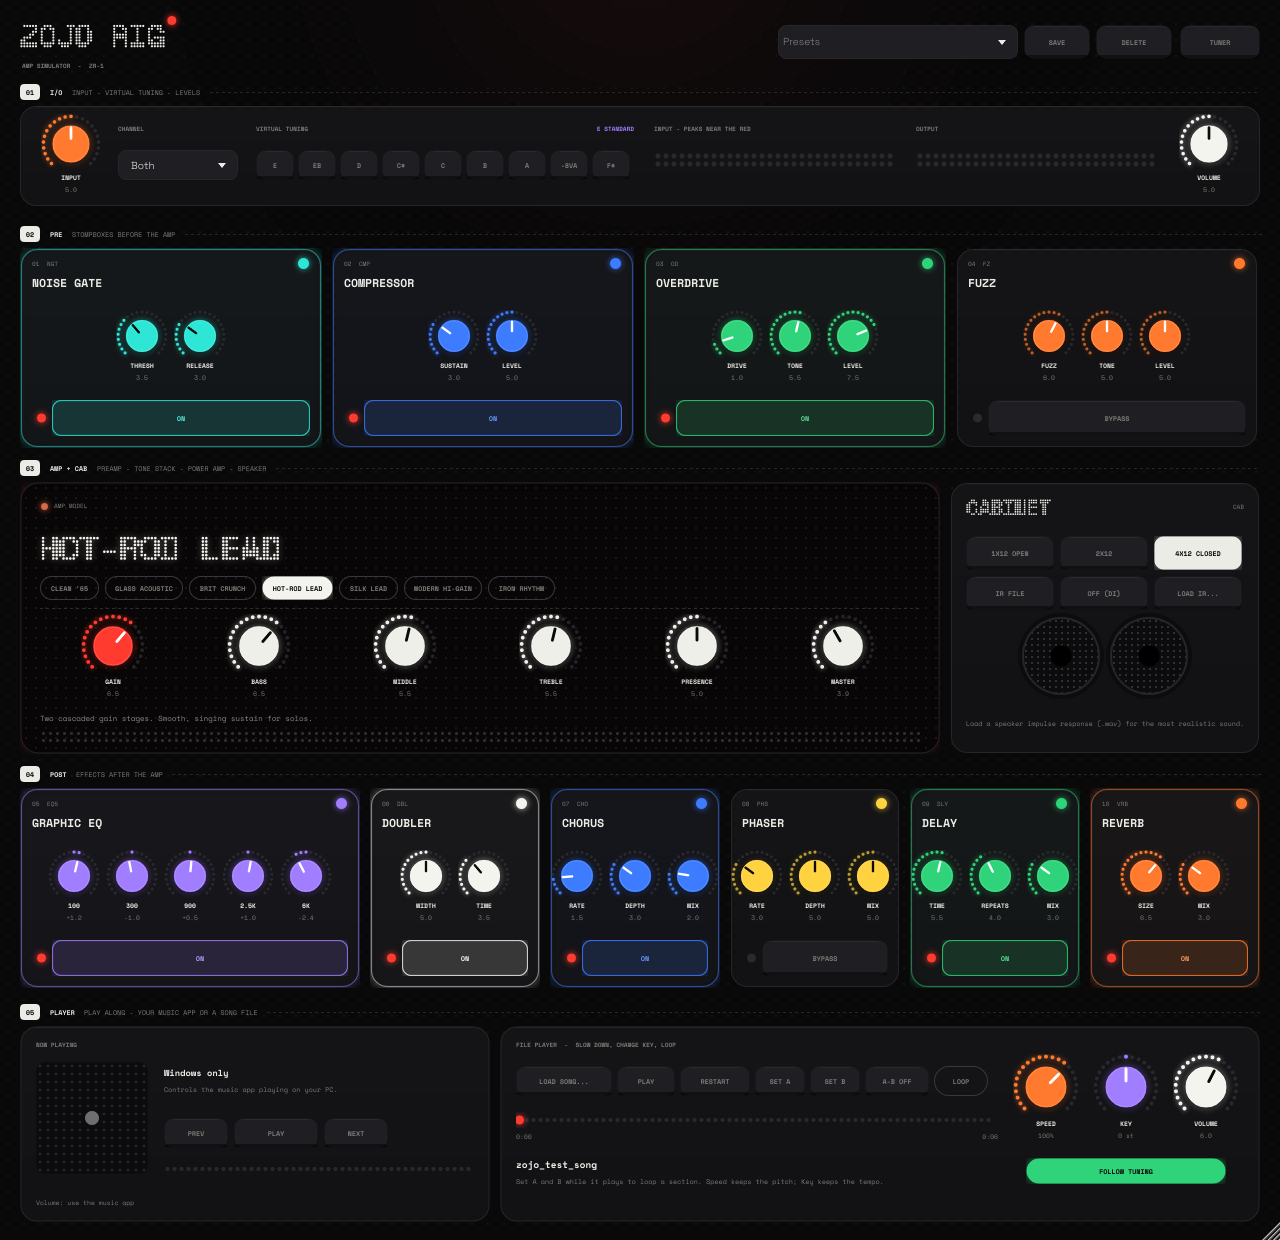 ZOJO RIG
AMP SIMULATOR - ZR-1
Presets
SAVE
DELETE
TUNER
01 I/O INPUT - VIRTUAL TUNING - LEVELS
INPUT
5.0
CHANNEL
Both
VIRTUAL TUNING
E STANDARD
E EB D C# C B A -8VA F#
INPUT - PEAKS NEAR THE RED
OUTPUT
VOLUME
5.0
02 PRE STOMPBOXES BEFORE THE AMP
01 NGT
NOISE GATE
THRESH RELEASE
3.5 3.0
ON
02 CMP
COMPRESSOR
SUSTAIN LEVEL
3.0 5.0
ON
03 OD
OVERDRIVE
DRIVE TONE LEVEL
1.0 5.5 7.5
ON
04 FZ
FUZZ
FUZZ TONE LEVEL
6.0 5.0 5.0
BYPASS
03 AMP + CAB PREAMP - TONE STACK - POWER AMP - SPEAKER
AMP MODEL
HOT-ROD LEAD
CLEAN '65 GLASS ACOUSTIC BRIT CRUNCH HOT-ROD LEAD SILK LEAD MODERN HI-GAIN IRON RHYTHM
GAIN BASS MIDDLE TREBLE PRESENCE MASTER
6.5 6.5 5.5 5.5 5.0 3.9
Two cascaded gain stages. Smooth, singing sustain for solos.
CABINET
CAB
1X12 OPEN 2X12 4X12 CLOSED
IR FILE OFF (DI) LOAD IR...
Load a speaker impulse response (.wav) for the most realistic sound.
04 POST EFFECTS AFTER THE AMP
05 EQ5
GRAPHIC EQ
100 300 900 2.5K 6K
+1.2 -1.0 +0.5 +1.0 -2.4
ON
06 DBL
DOUBLER
WIDTH TIME
5.0 3.5
ON
07 CHO
CHORUS
RATE DEPTH MIX
1.5 3.0 2.0
ON
08 PHS
PHASER
RATE DEPTH MIX
3.0 5.0 5.0
BYPASS
09 DLY
DELAY
TIME REPEATS MIX
5.5 4.0 3.0
ON
10 VRB
REVERB
SIZE MIX
6.5 3.0
ON
05 PLAYER PLAY ALONG - YOUR MUSIC APP OR A SONG FILE
NOW PLAYING
Windows only
Controls the music app playing on your PC.
PREV PLAY NEXT
Volume: use the music app
FILE PLAYER - SLOW DOWN, CHANGE KEY, LOOP
LOAD SONG... PLAY RESTART SET A SET B A-B OFF LOOP
0:00 0:06
zojo_test_song
Set A and B while it plays to loop a section. Speed keeps the pitch; Key keeps the tempo.
SPEED KEY VOLUME
100% 0 st 6.0
FOLLOW TUNING